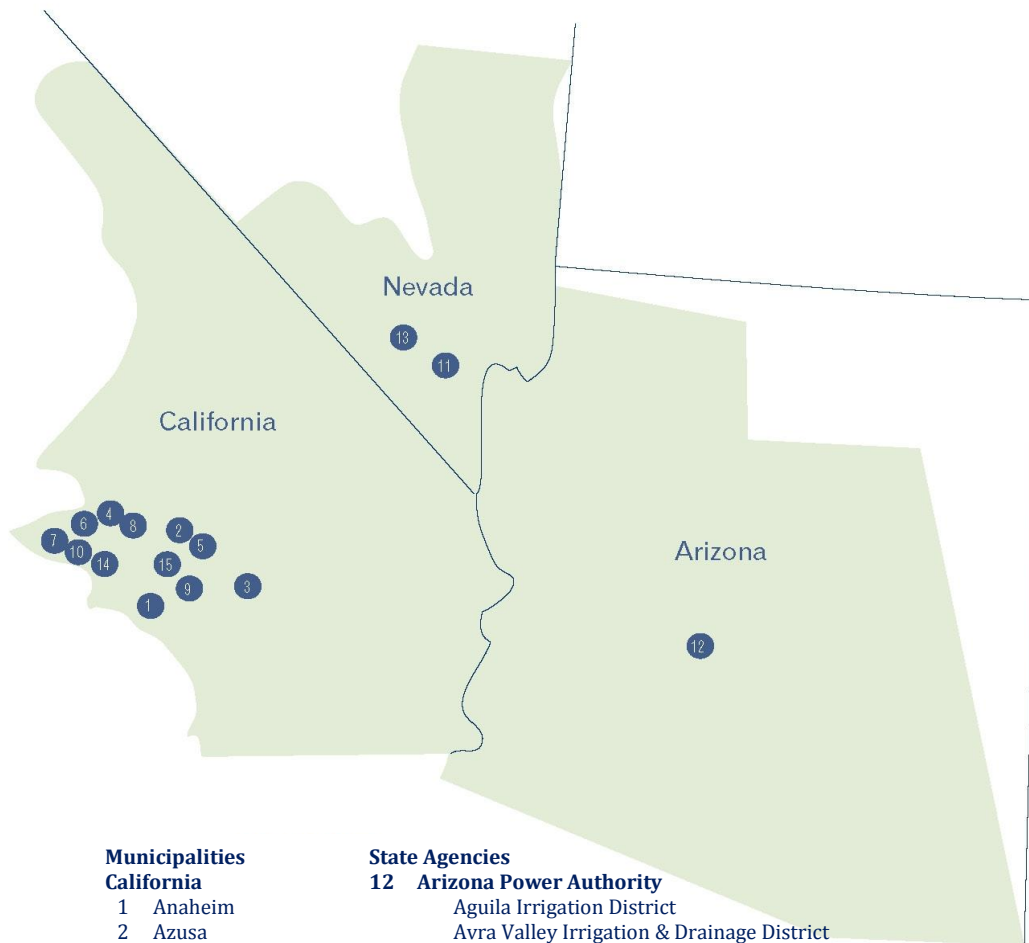 Nevada
13
11
California
4
6
8
2
7
5
10
14
15
Arizona
3
9
1
12
Municipalities
California
1 Anaheim
2 Azusa
State Agencies
12 Arizona Power Authority
Aguila Irrigation District
Avra Valley Irrigation & Drainage District